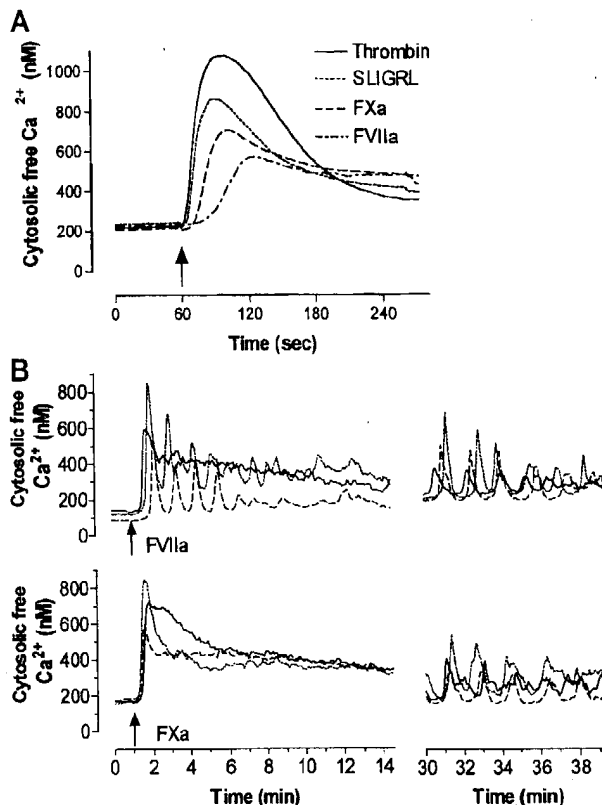 A
Cytosolic free Ca 2+ (nM)
1000
800
600
400
200
0
Thrombin
SLIGRL
FXa
FVIIa
0 60 120 180 240
Time (sec)
B
Cytosolic free
Ca2+ (nM)
800
600
400
200
0
FVIIa
Cytosolic free
Ca2+ (nM)
800
600
400
200
0
FXa
0 2 4 6 8 10 12 14
30 32 34 36 38
Time (min)
Time (min)